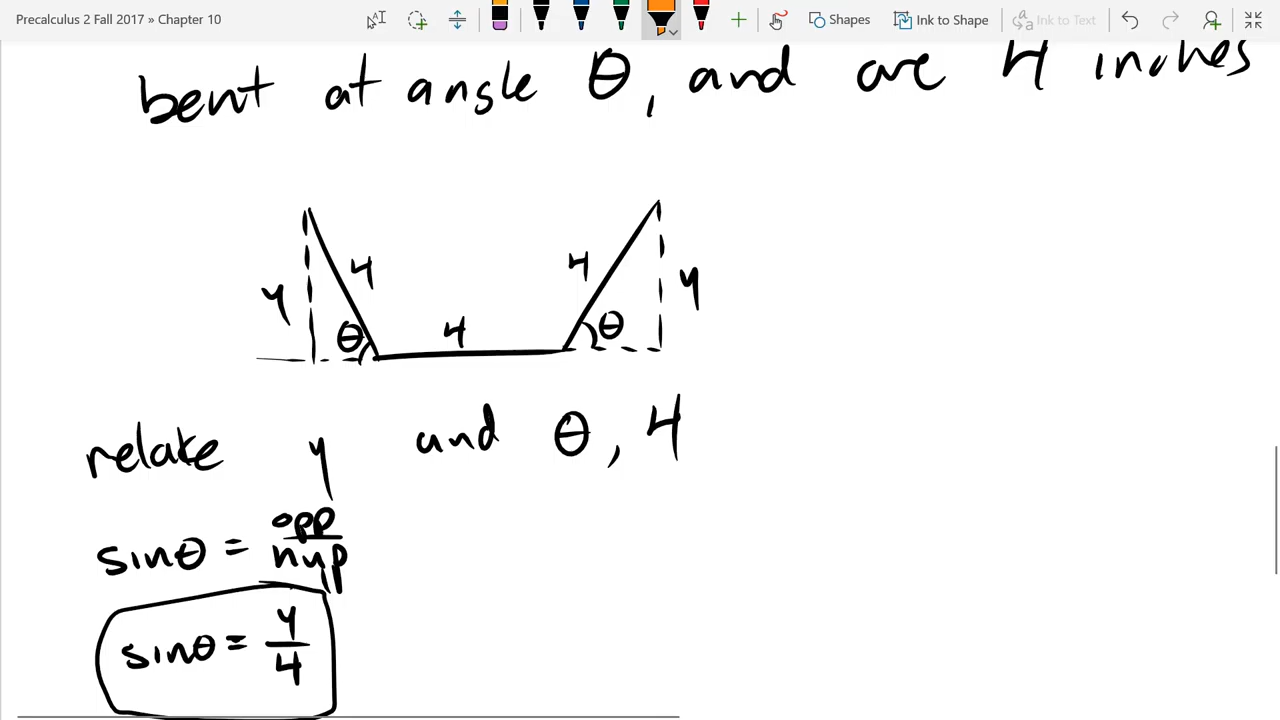 Precalculus 2 Fall 2017 » Chapter 10
Shapes
Ink to Shape
Ink to Text
bent at angle θ, and are 4 inches
y 4 θ 4 4 θ y
relate y and θ, 4
sinθ = opp/hyp
sinθ = y/4